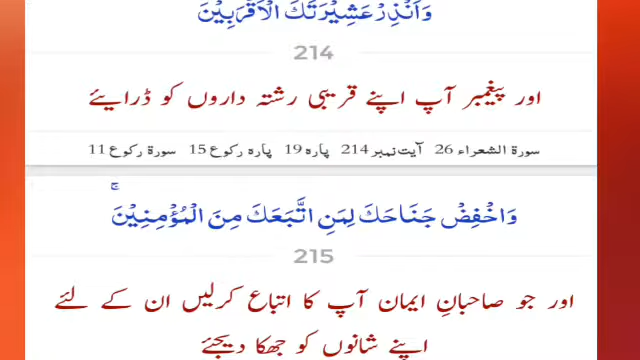 وَاَنْذِرْ عَشِيْرَتَكَ الْاَقْرَبِيْنَ
214
اور پیغمبر آپ اپنے قریبی رشتہ داروں کو ڈرایئے
سورة الشعراء 26 آیت نمبر 214 پارہ 19 پارہ رکوع 15 سورة رکوع 11
وَاخْفِضْ جَنَاحَكَ لِمَنِ اتَّبَعَكَ مِنَ الْمُؤْمِنِيْنَ ۚ
215
اور جو صاحبانِ ایمان آپ کا اتباع کرلیں ان کے لئے
اپنے شانوں کو جھکا دیجئے